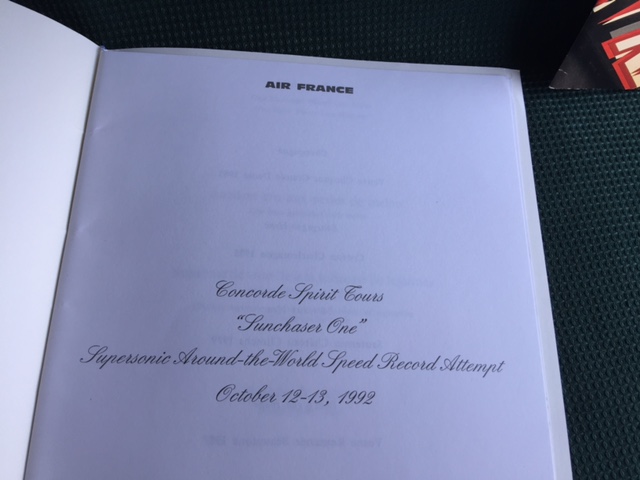 AIR FRANCE
Concorde Spirit Tours
"Sunchaser One"
Supersonic Around-the-World Speed Record Attempt
October 12-13, 1992